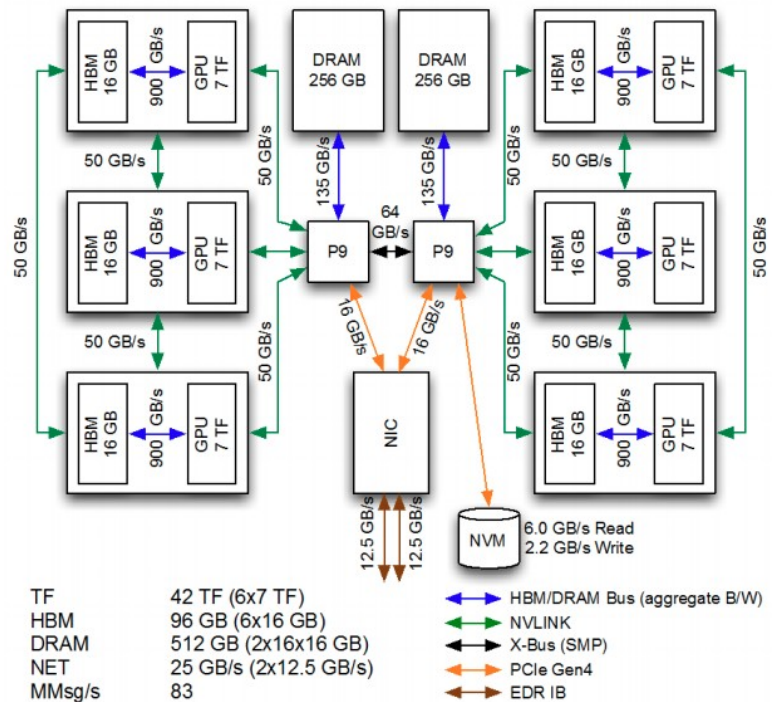 HBM
16 GB
GB/s
900
GPU
7 TF
DRAM
256 GB
DRAM
256 GB
HBM
16 GB
GB/s
900
GPU
7 TF
50 GB/s
50 GB/s
135 GB/s
135 GB/s
50 GB/s
50 GB/s
HBM
16 GB
GB/s
900
GPU
7 TF
64
GB/s
P9
P9
HBM
16 GB
GB/s
900
GPU
7 TF
50 GB/s
50 GB/s
16 GB/s
16 GB/s
50 GB/s
50 GB/s
50 GB/s
50 GB/s
HBM
16 GB
GB/s
900
GPU
7 TF
NIC
HBM
16 GB
GB/s
900
GPU
7 TF
12.5 GB/s
12.5 GB/s
NVM
6.0 GB/s Read
2.2 GB/s Write
TF 42 TF (6x7 TF)
HBM 96 GB (6x16 GB)
DRAM 512 GB (2x16x16 GB)
NET 25 GB/s (2x12.5 GB/s)
MMsg/s 83
HBM/DRAM Bus (aggregate B/W)
NVLINK
X-Bus (SMP)
PCIe Gen4
EDR IB